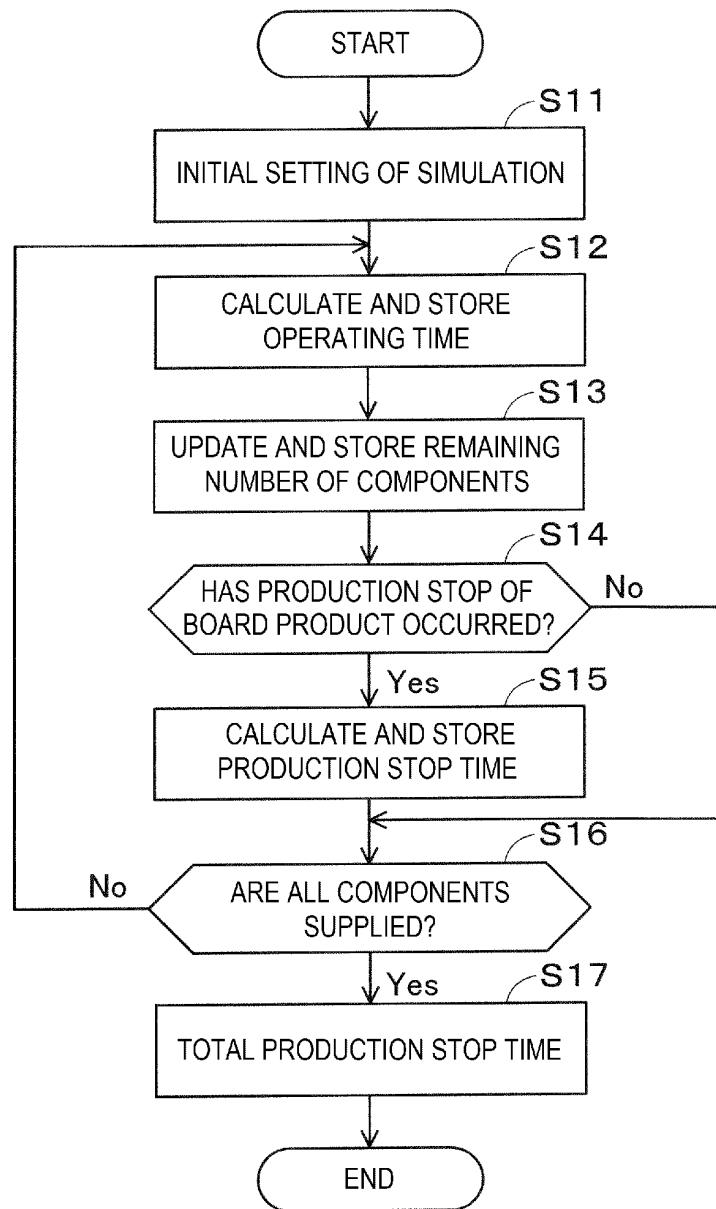 START
S11
INITIAL SETTING OF SIMULATION
S12
CALCULATE AND STORE
OPERATING TIME
S13
UPDATE AND STORE REMAINING
NUMBER OF COMPONENTS
S14
HAS PRODUCTION STOP OF
BOARD PRODUCT OCCURRED?
No
Yes
S15
CALCULATE AND STORE
PRODUCTION STOP TIME
S16
No
ARE ALL COMPONENTS
SUPPLIED?
Yes
S17
TOTAL PRODUCTION STOP TIME
END